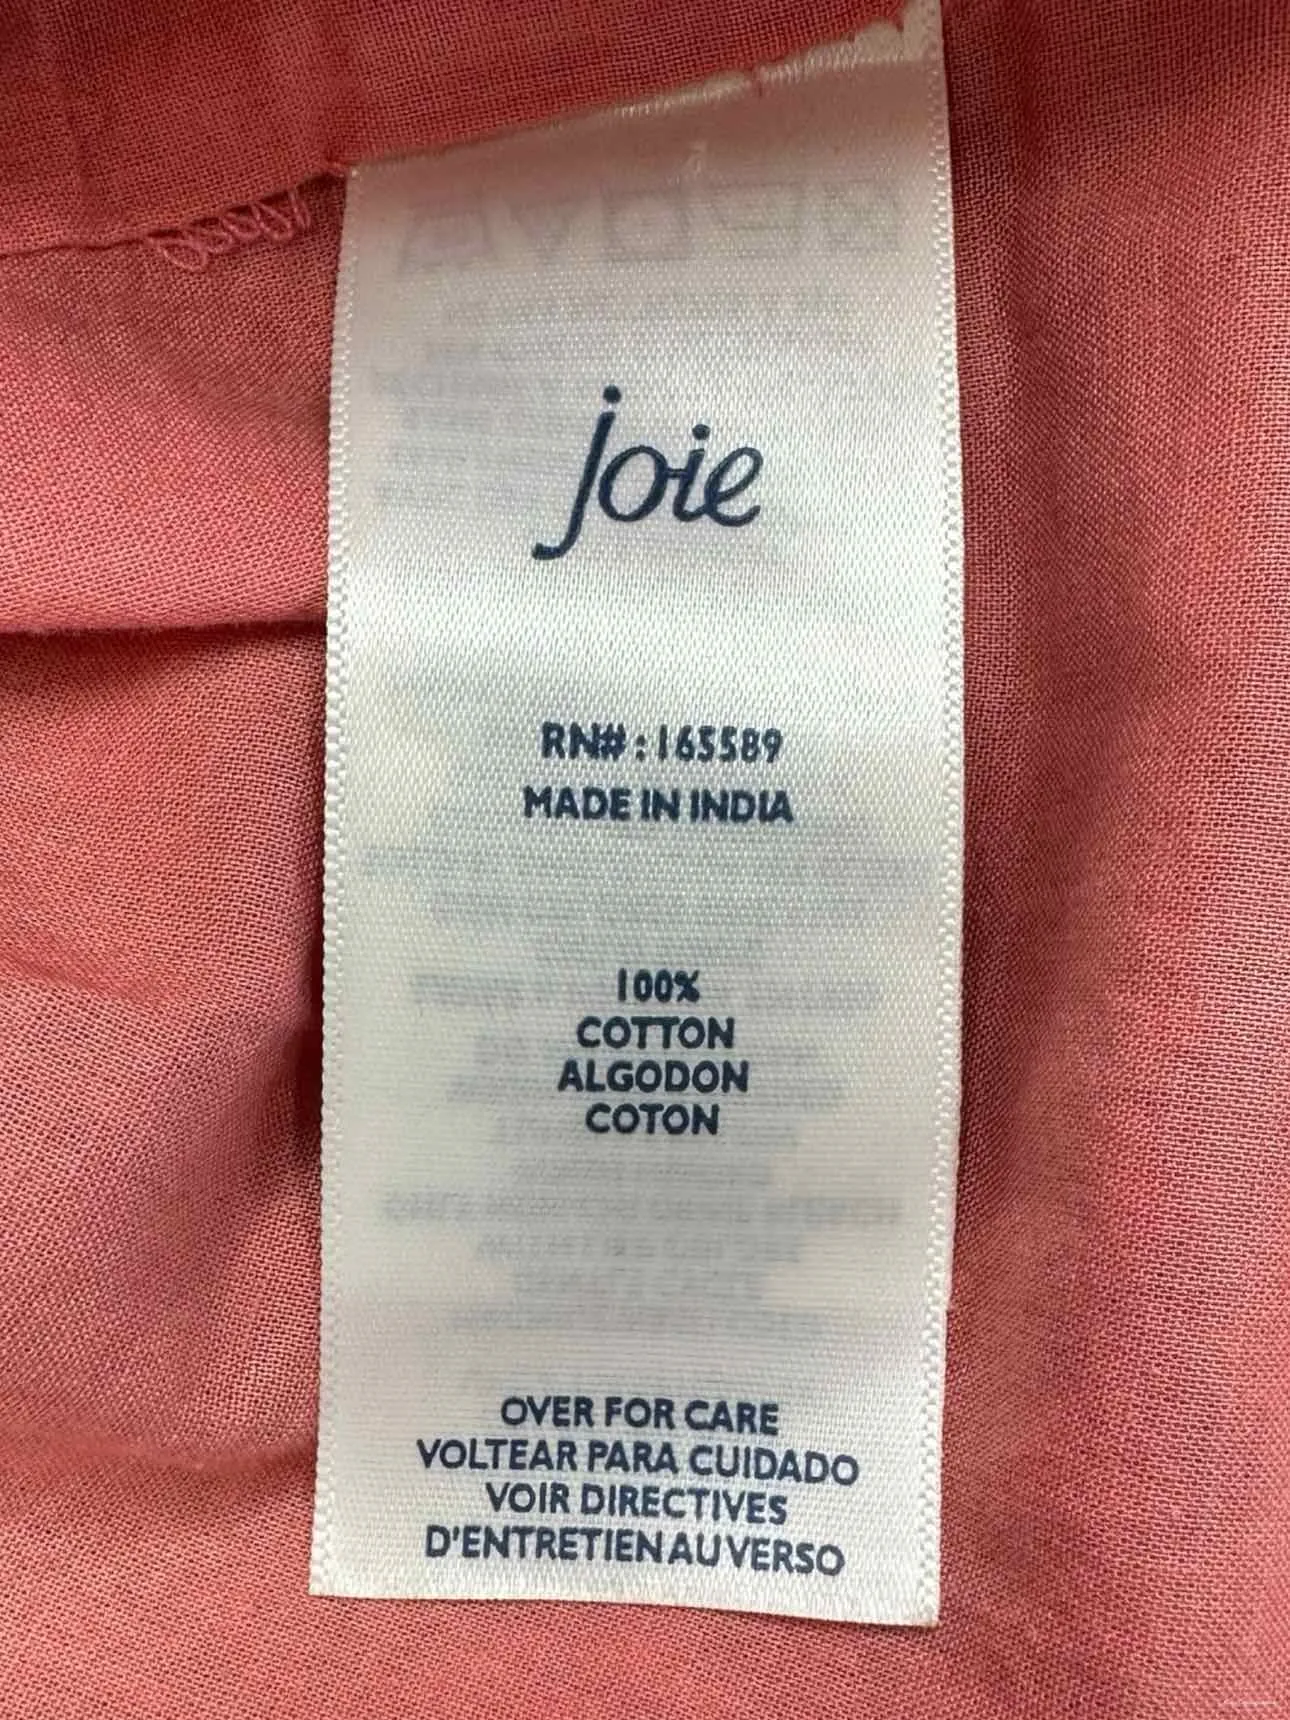 joie
RN#:165589
MADE IN INDIA
100%
COTTON
ALGODON
COTON
OVER FOR CARE
VOLTEAR PARA CUIDADO
VOIR DIRECTIVES
D'ENTRETIEN AU VERSO